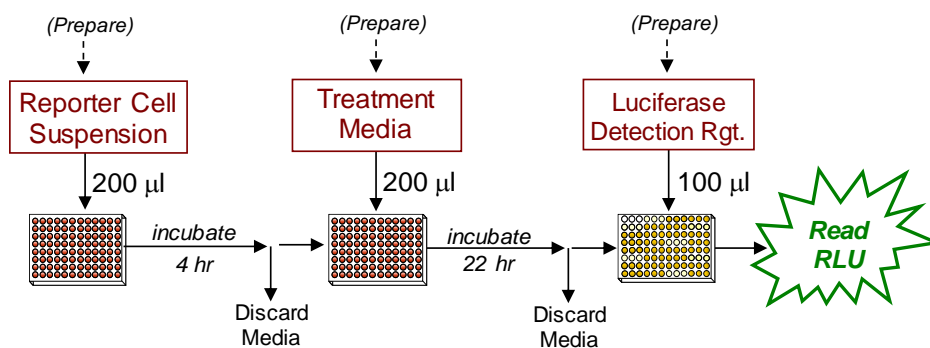 (Prepare)
(Prepare)
(Prepare)
Reporter Cell
Suspension
Treatment
Media
Luciferase
Detection Rgt.
200 µl
200 µl
100 µl
incubate
4 hr
incubate
22 hr
Read
RLU
Discard
Media
Discard
Media